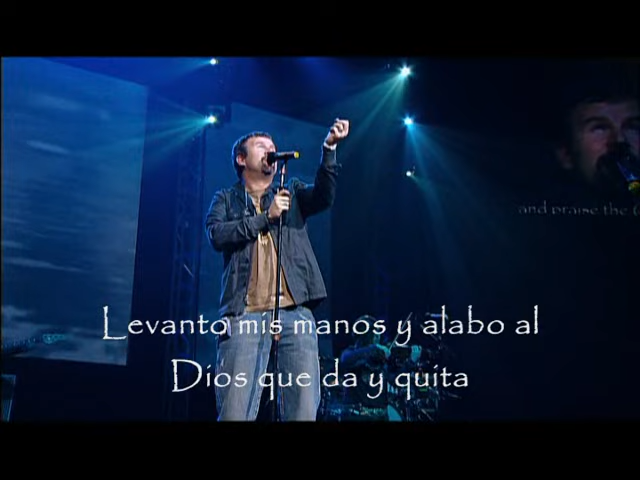 and praise the
Levanto mis manos y alabo al
Dios que da y quita